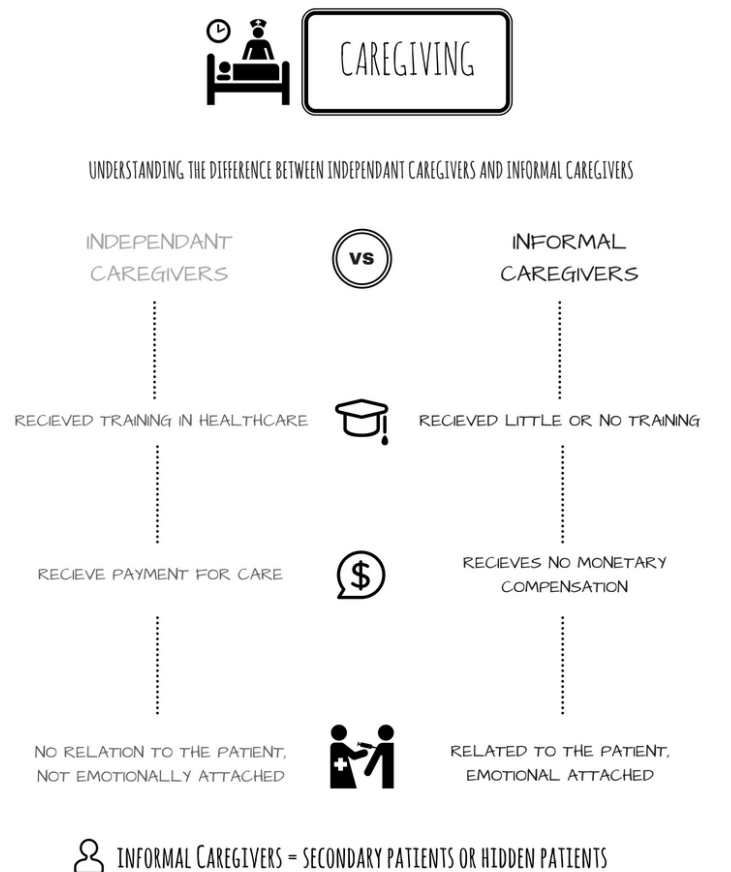 CAREGIVING
UNDERSTANDING THE DIFFERENCE BETWEEN INDEPENDANT CAREGIVERS AND INFORMAL CAREGIVERS
INDEPENDANT
CAREGIVERS
VS
INFORMAL
CAREGIVERS
RECIEVED TRAINING IN HEALTHCARE
RECIEVED LITTLE OR NO TRAINING
RECIEVE PAYMENT FOR CARE
$
RECIEVES NO MONETARY
COMPENSATION
NO RELATION TO THE PATIENT,
NOT EMOTIONALLY ATTACHED
RELATED TO THE PATIENT,
EMOTIONAL ATTACHED
INFORMAL CAREGIVERS = SECONDARY PATIENTS OR HIDDEN PATIENTS